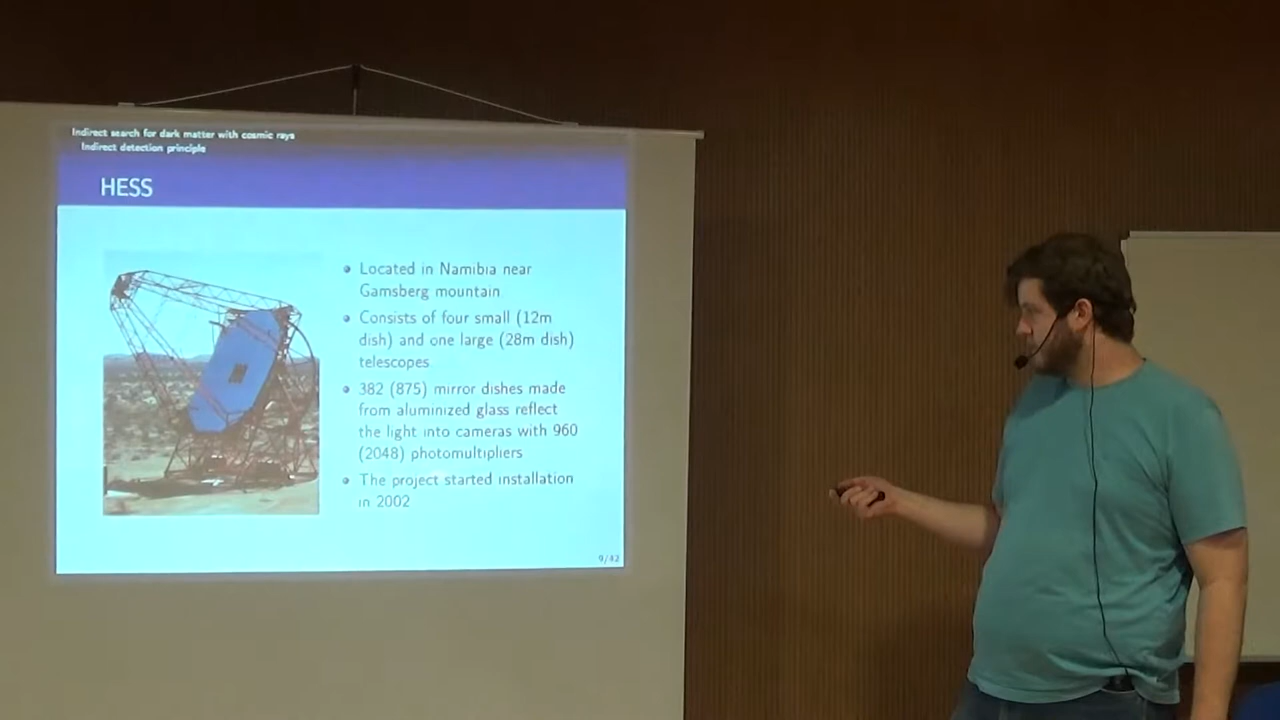 Indirect search for dark matter with cosmic rays
Indirect detection principle
HESS
Located in Namibia near
Gamsberg mountain
Consists of four small (12m
dish) and one large (28m dish)
telescopes
382 (875) mirror dishes made
from aluminized glass reflect
the light into cameras with 960
(2048) photomultipliers
The project started installation
in 2002
9/42